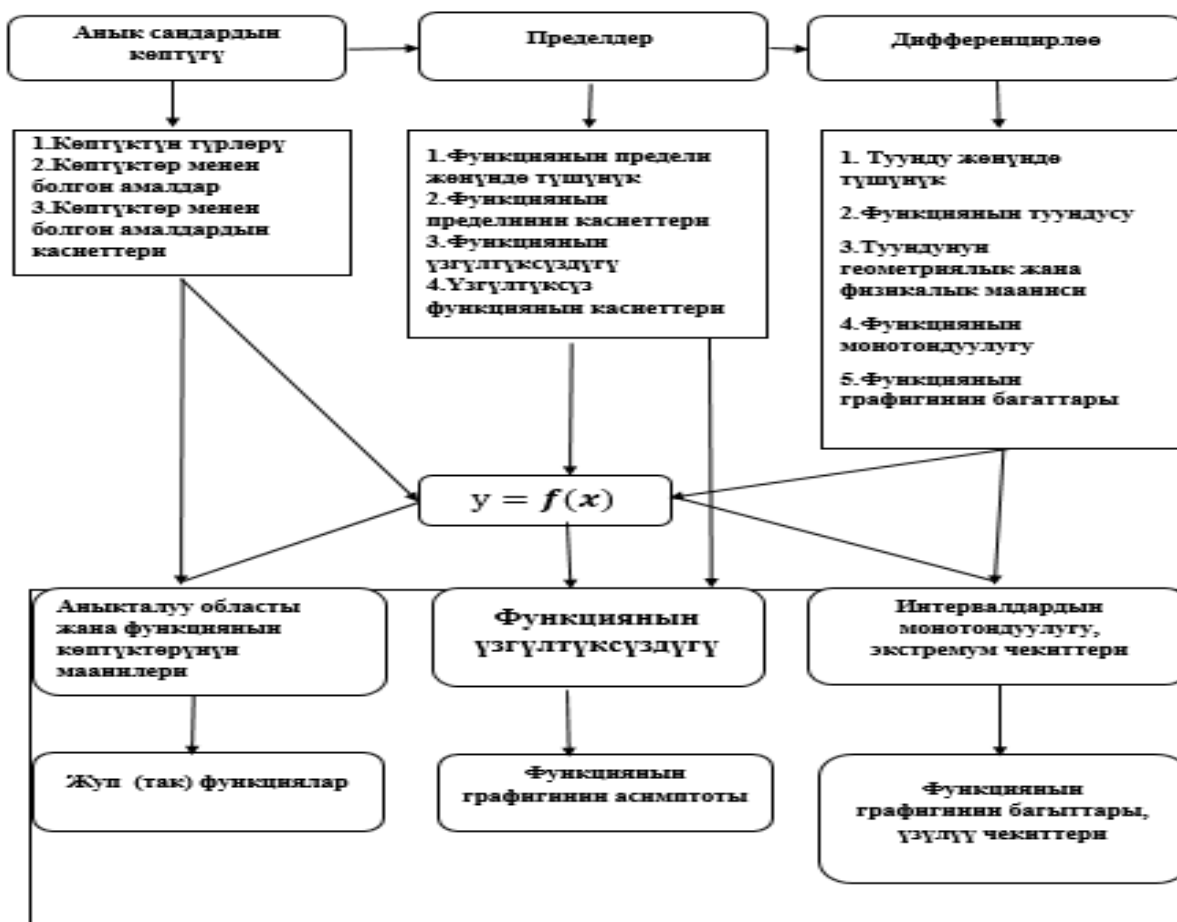 Анык сандардын
көптүгү
Пределдер
Дифференцирлөө
1.Көптүктүн түрлөрү
2.Көптүктөр менен
болгон амалдар
3.Көптүктөр менен
болгон амалдардын
касиеттери
1.Функциянын предели
жөнүндө түшүнүк
2.Функциянын
пределинин касиеттери
3.Функциянын
үзгүлтүксүздүгү
4.Үзгүлтүксүз
функциянын касиеттери
1. Туунду жөнүндө
түшүнүк
2.Функциянын туундусу
3.Туундунун
геометриялык жана
физикалык мааниси
4.Функциянын
монотондуулугу
5.Функциянын
графигинин багаттары
y = f(x)
Аныкталуу областы
жана функциянын
көптүктөрүнүн
маанилери
Функциянын
үзгүлтүксүздүгү
Интервалдардын
монотондуулугу,
экстремум чекиттери
Жуп (так) функциялар
Функциянын
графигинин асимптоты
Функциянын
графигинин багыттары,
үзүлүү чекиттери